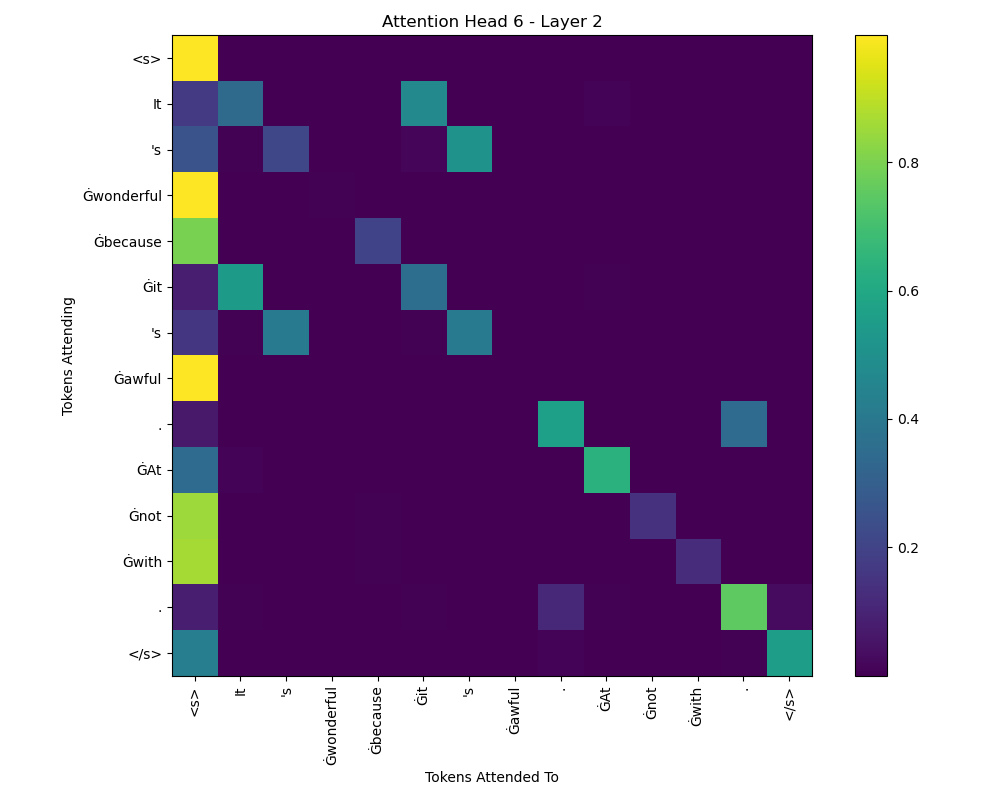 Attention Head 6 - Layer 2
Tokens Attending
<s>
It
's
Ġwonderful
Ġbecause
Ġit
's
Ġawful
.
ĠAt
Ġnot
Ġwith
.
</s>
<s>
It
's
Ġwonderful
Ġbecause
Ġit
's
Ġawful
.
ĠAt
Ġnot
Ġwith
.
</s>
Tokens Attended To
0.8
0.6
0.4
0.2